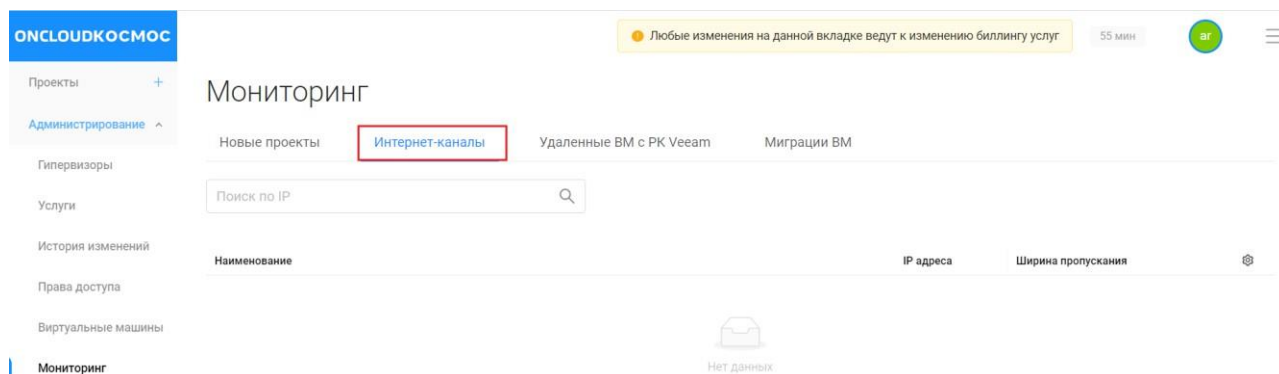 ONCLOUDКОСМОС
Любые изменения на данной вкладке ведут к изменению биллингу услуг
55 мин
ar
Проекты +
Администрирование
Гипервизоры
Услуги
История изменений
Права доступа
Виртуальные машины
Мониторинг
Мониторинг
Новые проекты Интернет-каналы Удаленные ВМ с РК Veeam Миграции ВМ
Поиск по IP
Наименование IP адреса Ширина пропускания
Нет данных